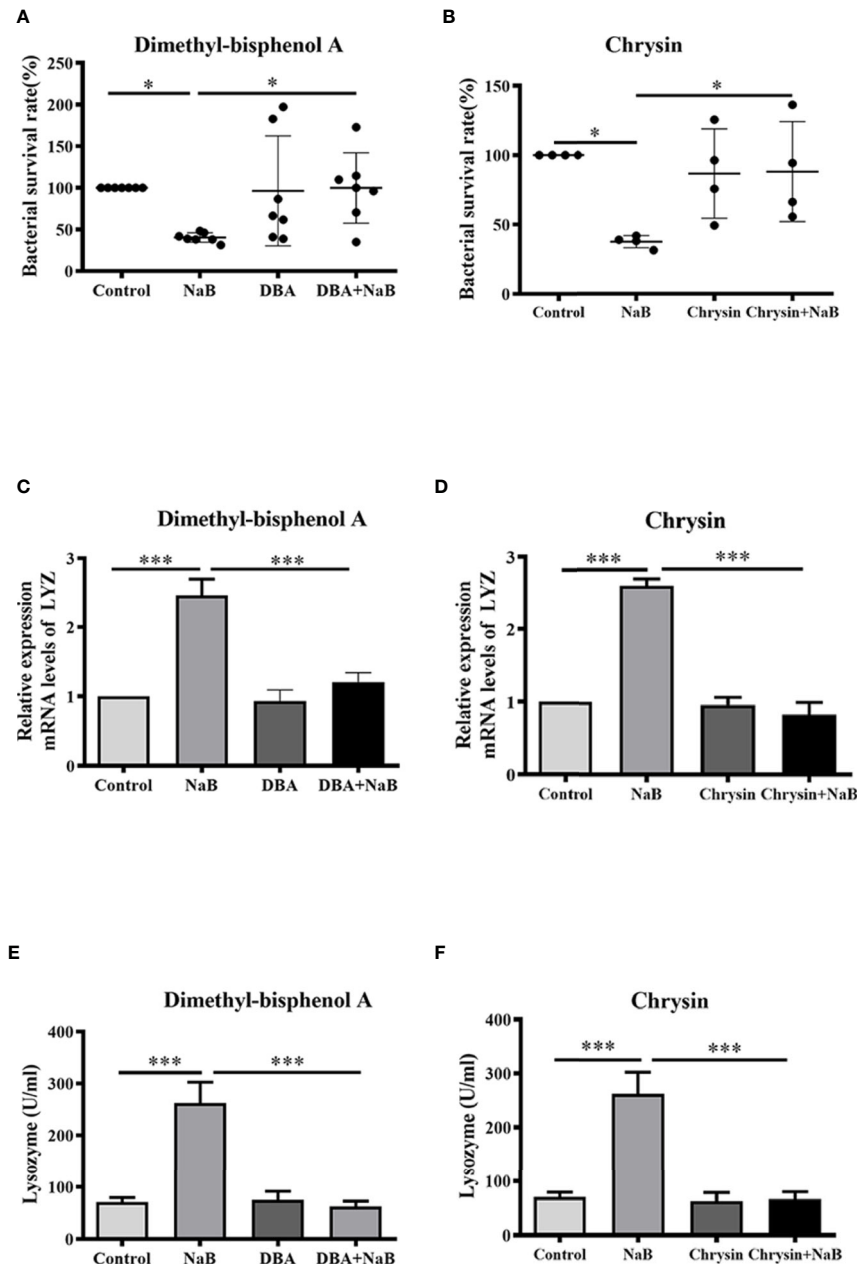 A
Dimethyl-bisphenol A
Bacterial survival rate(%)
250
200
150
100
50
0
*
*
Control NaB DBA DBA+NaB
B
Chrysin
Bacterial survival rate(%)
150
100
50
0
*
*
Control NaB Chrysin Chrysin+NaB
C
Dimethyl-bisphenol A
Relative expression
mRNA levels of LYZ
3
2
1
0
***
***
Control NaB DBA DBA+NaB
D
Chrysin
Relative expression
mRNA levels of LYZ
3
2
1
0
***
***
Control NaB Chrysin Chrysin+NaB
E
Dimethyl-bisphenol A
Lysozyme (U/ml)
400
300
200
100
0
***
***
Control NaB DBA DBA+NaB
F
Chrysin
Lysozyme (U/ml)
400
300
200
100
0
***
***
Control NaB Chrysin Chrysin+NaB